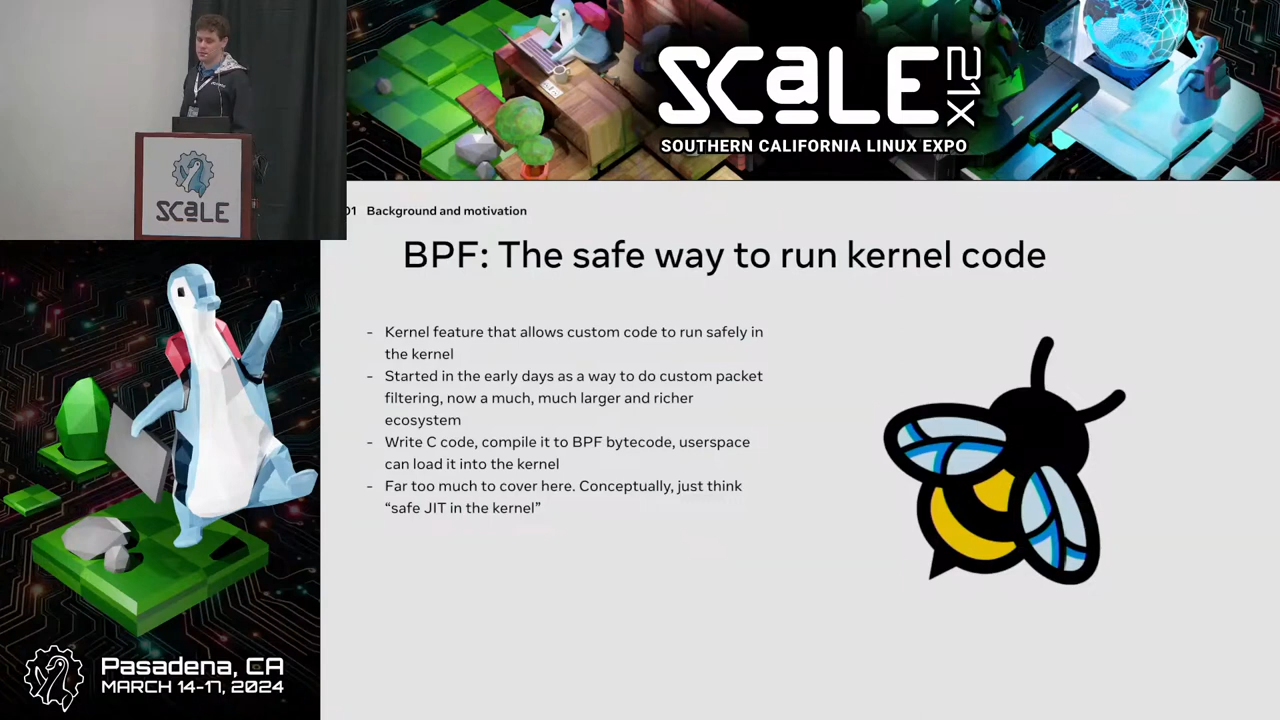 SCaLE
21X
SOUTHERN CALIFORNIA LINUX EXPO
SCaLE
01 Background and motivation
BPF: The safe way to run kernel code
- Kernel feature that allows custom code to run safely in
the kernel
- Started in the early days as a way to do custom packet
filtering, now a much, much larger and richer
ecosystem
- Write C code, compile it to BPF bytecode, userspace
can load it into the kernel
- Far too much to cover here. Conceptually, just think
“safe JIT in the kernel”
Pasadena, CA
MARCH 14-17, 2024